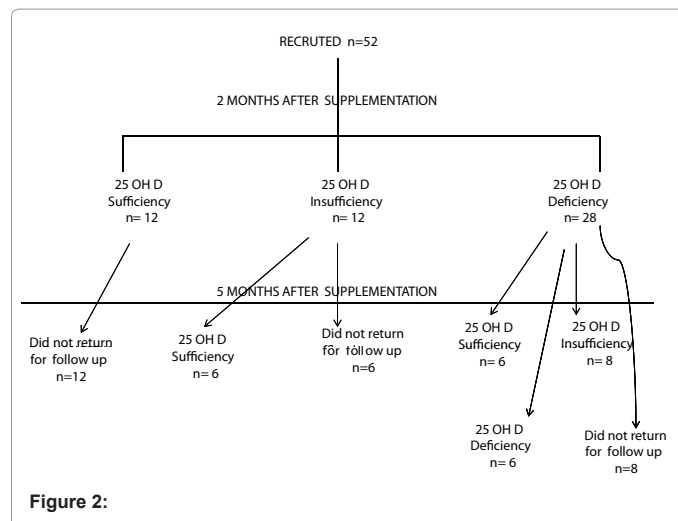 RECRUTED n=52
2 MONTHS AFTER SUPPLEMENTATION
25 OH D
Sufficiency
n= 12
25 OH D
Insufficiency
n= 12
25 OH D
Deficiency
n= 28
5 MONTHS AFTER SUPPLEMENTATION
Did not return
for follow up
n=12
25 OH D
Sufficiency
n= 6
Did not return
for follow up
n=6
25 OH D
Sufficiency
n= 6
25 OH D
Insufficiency
n= 8
25 OH D
Deficiency
n= 6
Did not return
for follow up
n=8
Figure 2: